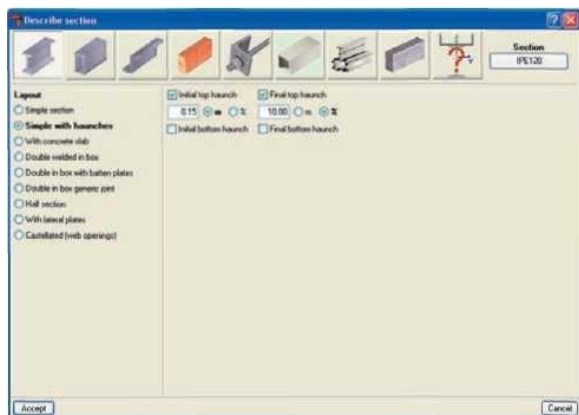 Describe section
Section
IPE120
Layout
Simple section
Simple with haunches
With concrete slab
Double welded in box
Double in box with batten plates
Double in box generic joint
Half section
With lateral plates
Castellated (web openings)
Initial top haunch
0.15 m %
Initial bottom haunch
Final top haunch
10.00 m %
Final bottom haunch
Accept
Cancel